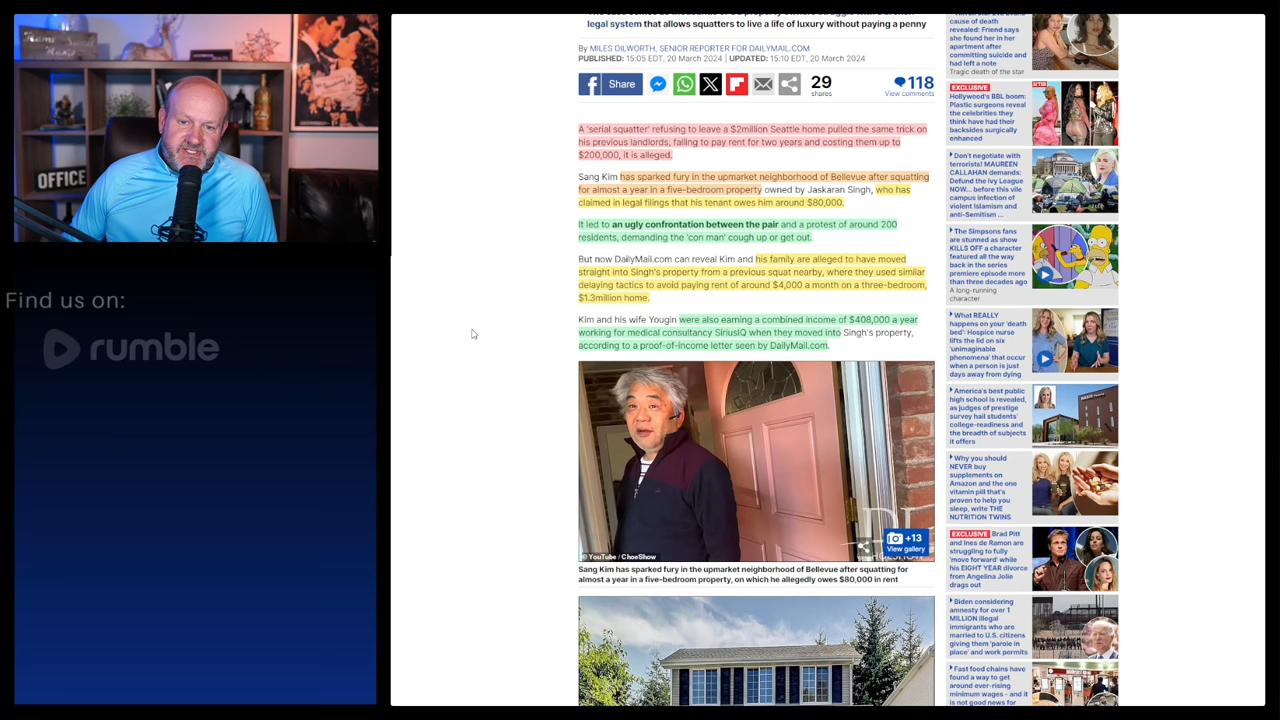 OFFICE
Find us on:
rumble
legal system that allows squatters to live a life of luxury without paying a penny
By MILES DILWORTH, SENIOR REPORTER FOR DAILYMAIL.COM
PUBLISHED: 15:05 EDT, 20 March 2024 | UPDATED: 15:10 EDT, 20 March 2024
Share
29
shares
118
View comments
A 'serial squatter' refusing to leave a $2million Seattle home pulled the same trick on
his previous landlords, failing to pay rent for two years and costing them up to
$200,000, it is alleged.
Sang Kim has sparked fury in the upmarket neighborhood of Bellevue after squatting
for almost a year in a five-bedroom property owned by Jaskaran Singh, who has
claimed in legal filings that his tenant owes him around $80,000.
It led to an ugly confrontation between the pair and a protest of around 200
residents, demanding the 'con man' cough up or get out.
But now DailyMail.com can reveal Kim and his family are alleged to have moved
straight into Singh's property from a previous squat nearby, where they used similar
delaying tactics to avoid paying rent of around $4,000 a month on a three-bedroom,
$1.3million home.
Kim and his wife Yougin were also earning a combined income of $408,000 a year
working for medical consultancy SiriusIQ when they moved into Singh's property,
according to a proof-of-income letter seen by DailyMail.com.
+13
View gallery
© YouTube / ChoeShow
Sang Kim has sparked fury in the upmarket neighborhood of Bellevue after squatting for
almost a year in a five-bedroom property, on which he allegedly owes $80,000 in rent
cause of death
revealed: Friend says
she found her in her
apartment after
committing suicide and
had left a note
Tragic death of the star
EXCLUSIVE
Hollywood's BBL boom:
Plastic surgeons reveal
the celebrities they
think have had their
backsides surgically
enhanced
AFTER
Don't negotiate with
terrorists! MAUREEN
CALLAHAN demands:
Defund the Ivy League
NOW... before this vile
campus infection of
violent Islamism and
anti-Semitism ...
The Simpsons fans
are stunned as show
KILLS OFF a character
featured all the way
back in the series
premiere episode more
than three decades ago
A long-running
character
What REALLY
happens on your 'death
bed': Hospice nurse
lifts the lid on six
'unimaginable
phenomena' that occur
when a person is just
days away from dying
America's best public
high school is revealed,
as judges of prestige
survey hail students'
college-readiness and
the breadth of subjects
it offers
Why you should
NEVER buy
supplements on
Amazon and the one
vitamin pill that's
proven to help you
sleep, write THE
NUTRITION TWINS
EXCLUSIVE Brad Pitt
and Ines de Ramon are
struggling to fully
'move forward' while
his EIGHT YEAR divorce
from Angelina Jolie
drags out
Biden considering
amnesty for over 1
MILLION illegal
immigrants who are
married to U.S. citizens
giving them 'parole in
place' and work permits
Fast food chains have
found a way to get
around ever-rising
minimum wages - and it
is not good news for